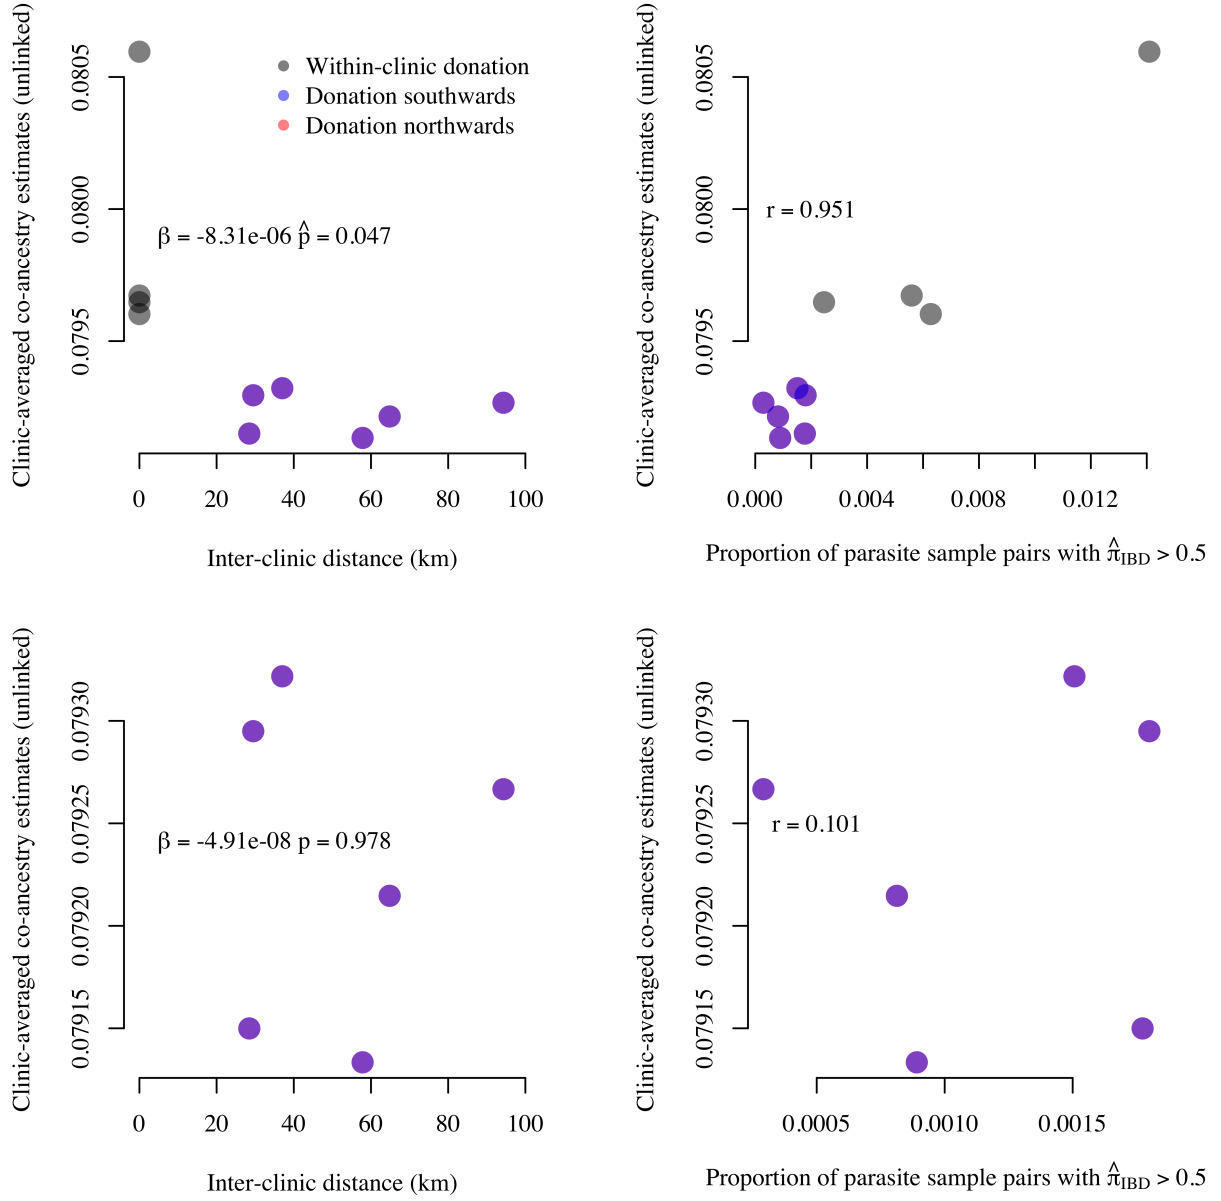 Clinic-averaged co-ancestry estimates (unlinked)
0.0805
0.0800
0.0795
Within-clinic donation
Donation southwards
Donation northwards
β = -8.31e-06 p̂ = 0.047
0 20 40 60 80 100
Inter-clinic distance (km)
Clinic-averaged co-ancestry estimates (unlinked)
0.0805
0.0800
0.0795
r = 0.951
0.000 0.004 0.008 0.012
Proportion of parasite sample pairs with π̂IBD > 0.5
Clinic-averaged co-ancestry estimates (unlinked)
0.07930
0.07925
0.07920
0.07915
β = -4.91e-08 p = 0.978
0 20 40 60 80 100
Inter-clinic distance (km)
Clinic-averaged co-ancestry estimates (unlinked)
0.07930
0.07925
0.07920
0.07915
r = 0.101
0.0005 0.0010 0.0015
Proportion of parasite sample pairs with π̂IBD > 0.5